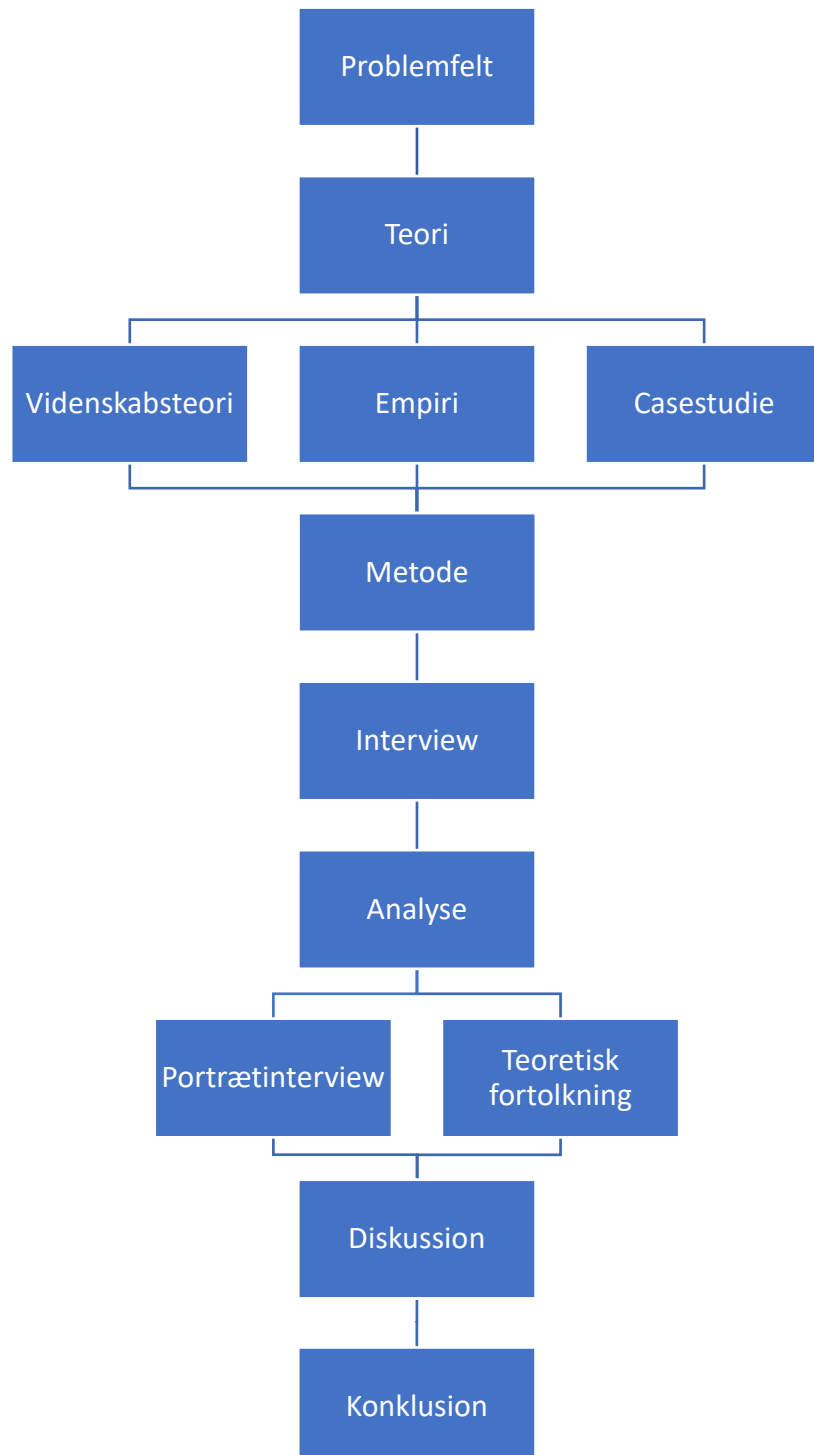 Problemfelt
Teori
Videnskabsteori
Empiri
Casestudie
Metode
Interview
Analyse
Portrætinterview
Teoretisk
fortolkning
Diskussion
Konklusion